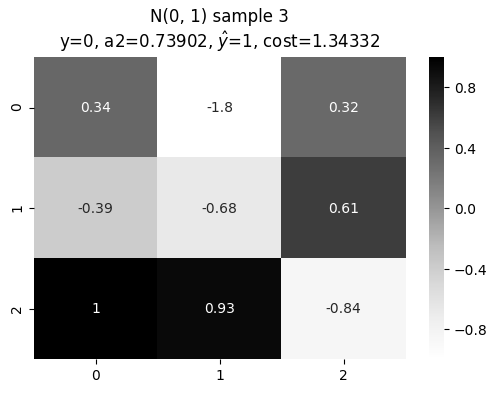 N(0, 1) sample 3
y=0, a2=0.73902, ŷ=1, cost=1.34332
0 0.34 -1.8 0.32
1 -0.39 -0.68 0.61
2 1 0.93 -0.84
0 1 2
0.8
0.4
0.0
−0.4
−0.8